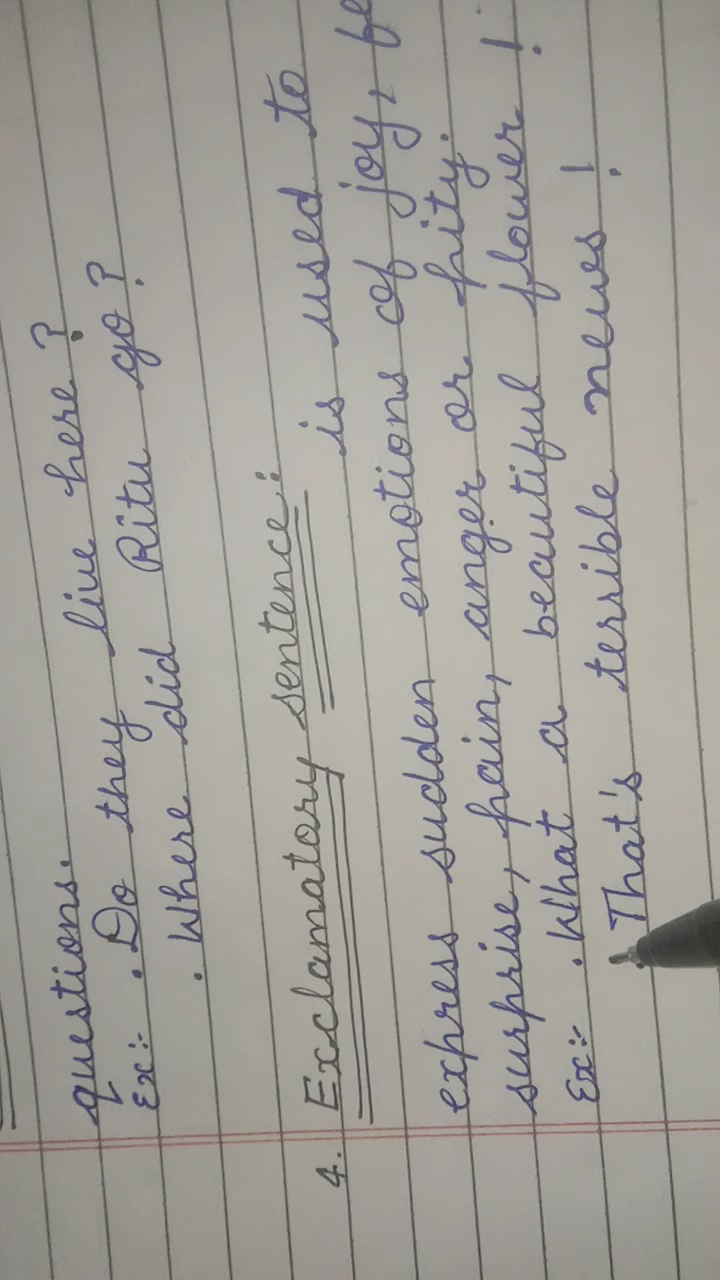 questions.
Ex:- . Do they live here?
. Where did Ritu go?
4. Exclamatory sentence: is used to
express sudden emotions of joy,
surprise, pain, anger or pity.
Ex:- . What a beautiful flower!
. That's terrible news!